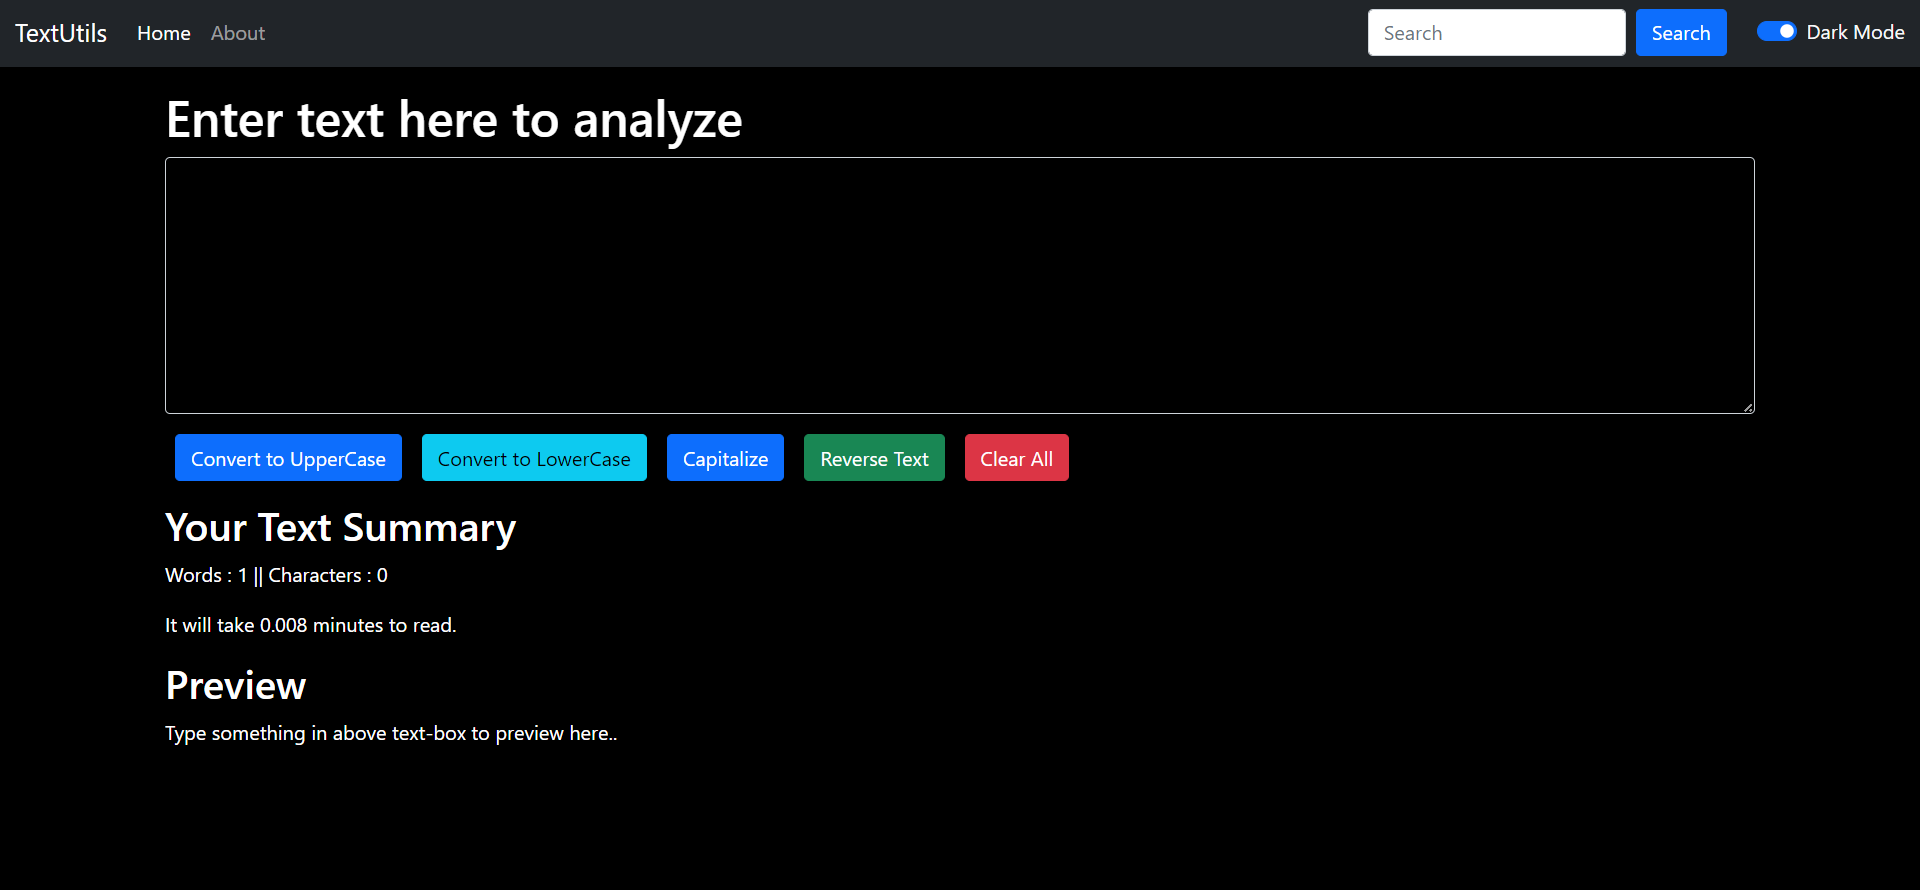 TextUtils Home About Search Search Dark Mode
Enter text here to analyze
Convert to UpperCase Convert to LowerCase Capitalize Reverse Text Clear All
Your Text Summary
Words : 1 || Characters : 0
It will take 0.008 minutes to read.
Preview
Type something in above text-box to preview here..